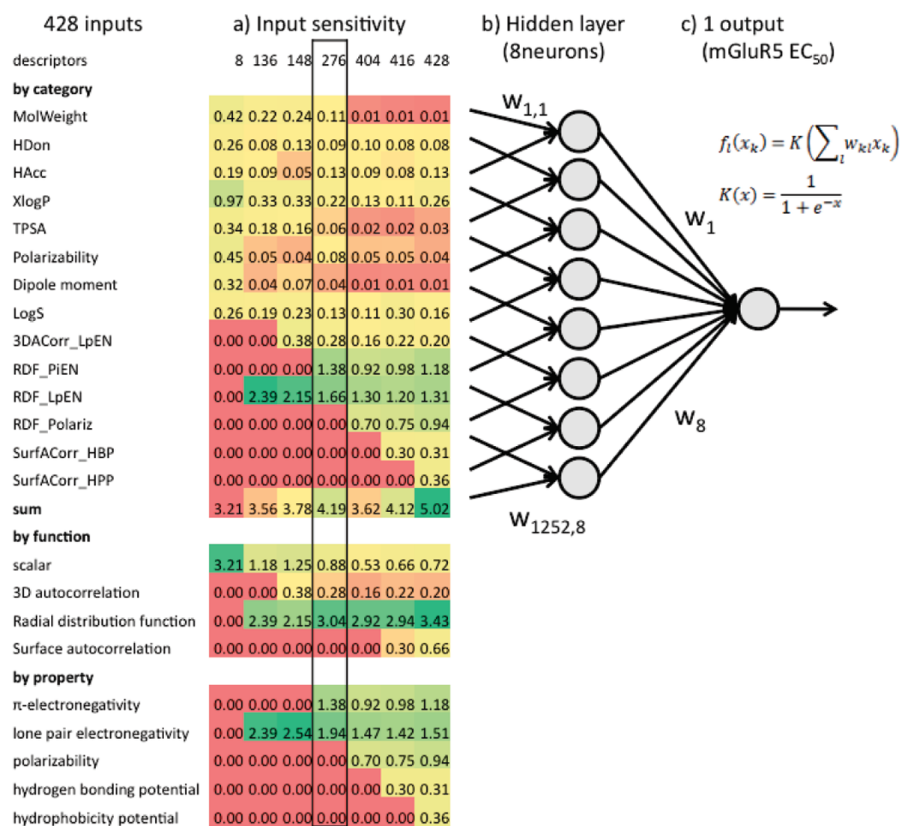 428 inputs a) Input sensitivity b) Hidden layer c) 1 output
(8neurons) (mGluR5 EC50)
descriptors 8 136 148 276 404 416 428
by category
MolWeight 0.42 0.22 0.24 0.11 0.01 0.01 0.01
HDon 0.26 0.08 0.13 0.09 0.10 0.08 0.08
HAcc 0.19 0.09 0.05 0.13 0.09 0.08 0.13
XlogP 0.97 0.33 0.33 0.22 0.13 0.11 0.26
TPSA 0.34 0.18 0.16 0.06 0.02 0.02 0.03
Polarizability 0.45 0.05 0.04 0.08 0.05 0.05 0.04
Dipole moment 0.32 0.04 0.07 0.04 0.01 0.01 0.01
LogS 0.26 0.19 0.23 0.13 0.11 0.30 0.16
3DACorr_LpEN 0.00 0.00 0.38 0.28 0.16 0.22 0.20
RDF_PiEN 0.00 0.00 0.00 1.38 0.92 0.98 1.18
RDF_LpEN 0.00 2.39 2.15 1.66 1.30 1.20 1.31
RDF_Polariz 0.00 0.00 0.00 0.00 0.70 0.75 0.94
SurfACorr_HBP 0.00 0.00 0.00 0.00 0.00 0.30 0.31
SurfACorr_HPP 0.00 0.00 0.00 0.00 0.00 0.00 0.36
sum 3.21 3.56 3.78 4.19 3.62 4.12 5.02
by function
scalar 3.21 1.18 1.25 0.88 0.53 0.66 0.72
3D autocorrelation 0.00 0.00 0.38 0.28 0.16 0.22 0.20
Radial distribution function 0.00 2.39 2.15 3.04 2.92 2.94 3.43
Surface autocorrelation 0.00 0.00 0.00 0.00 0.00 0.30 0.66
by property
π-electronegativity 0.00 0.00 0.00 1.38 0.92 0.98 1.18
lone pair electronegativity 0.00 2.39 2.54 1.94 1.47 1.42 1.51
polarizability 0.00 0.00 0.00 0.00 0.70 0.75 0.94
hydrogen bonding potential 0.00 0.00 0.00 0.00 0.00 0.30 0.31
hydrophobicity potential 0.00 0.00 0.00 0.00 0.00 0.00 0.36
W1,1
W1252,8
W1
W8
fl(xk) = K(∑l wklxk)
K(x) = 1 / 1 + e−x